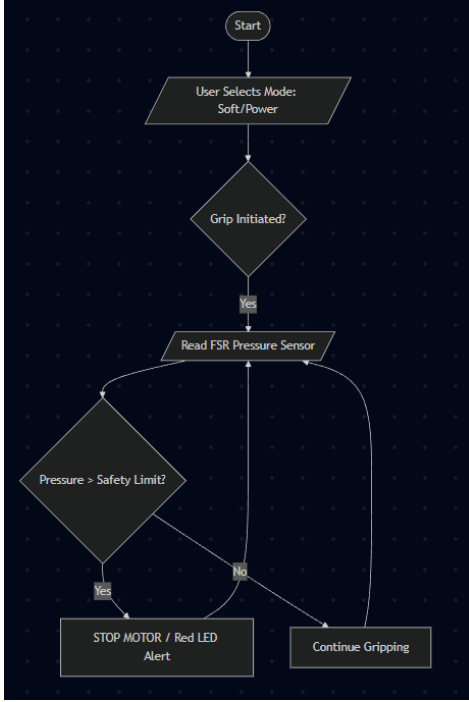 Start
User Selects Mode:
Soft/Power
Grip Initiated?
Yes
Read FSR Pressure Sensor
Pressure > Safety Limit?
No
Yes
STOP MOTOR / Red LED
Alert
Continue Gripping